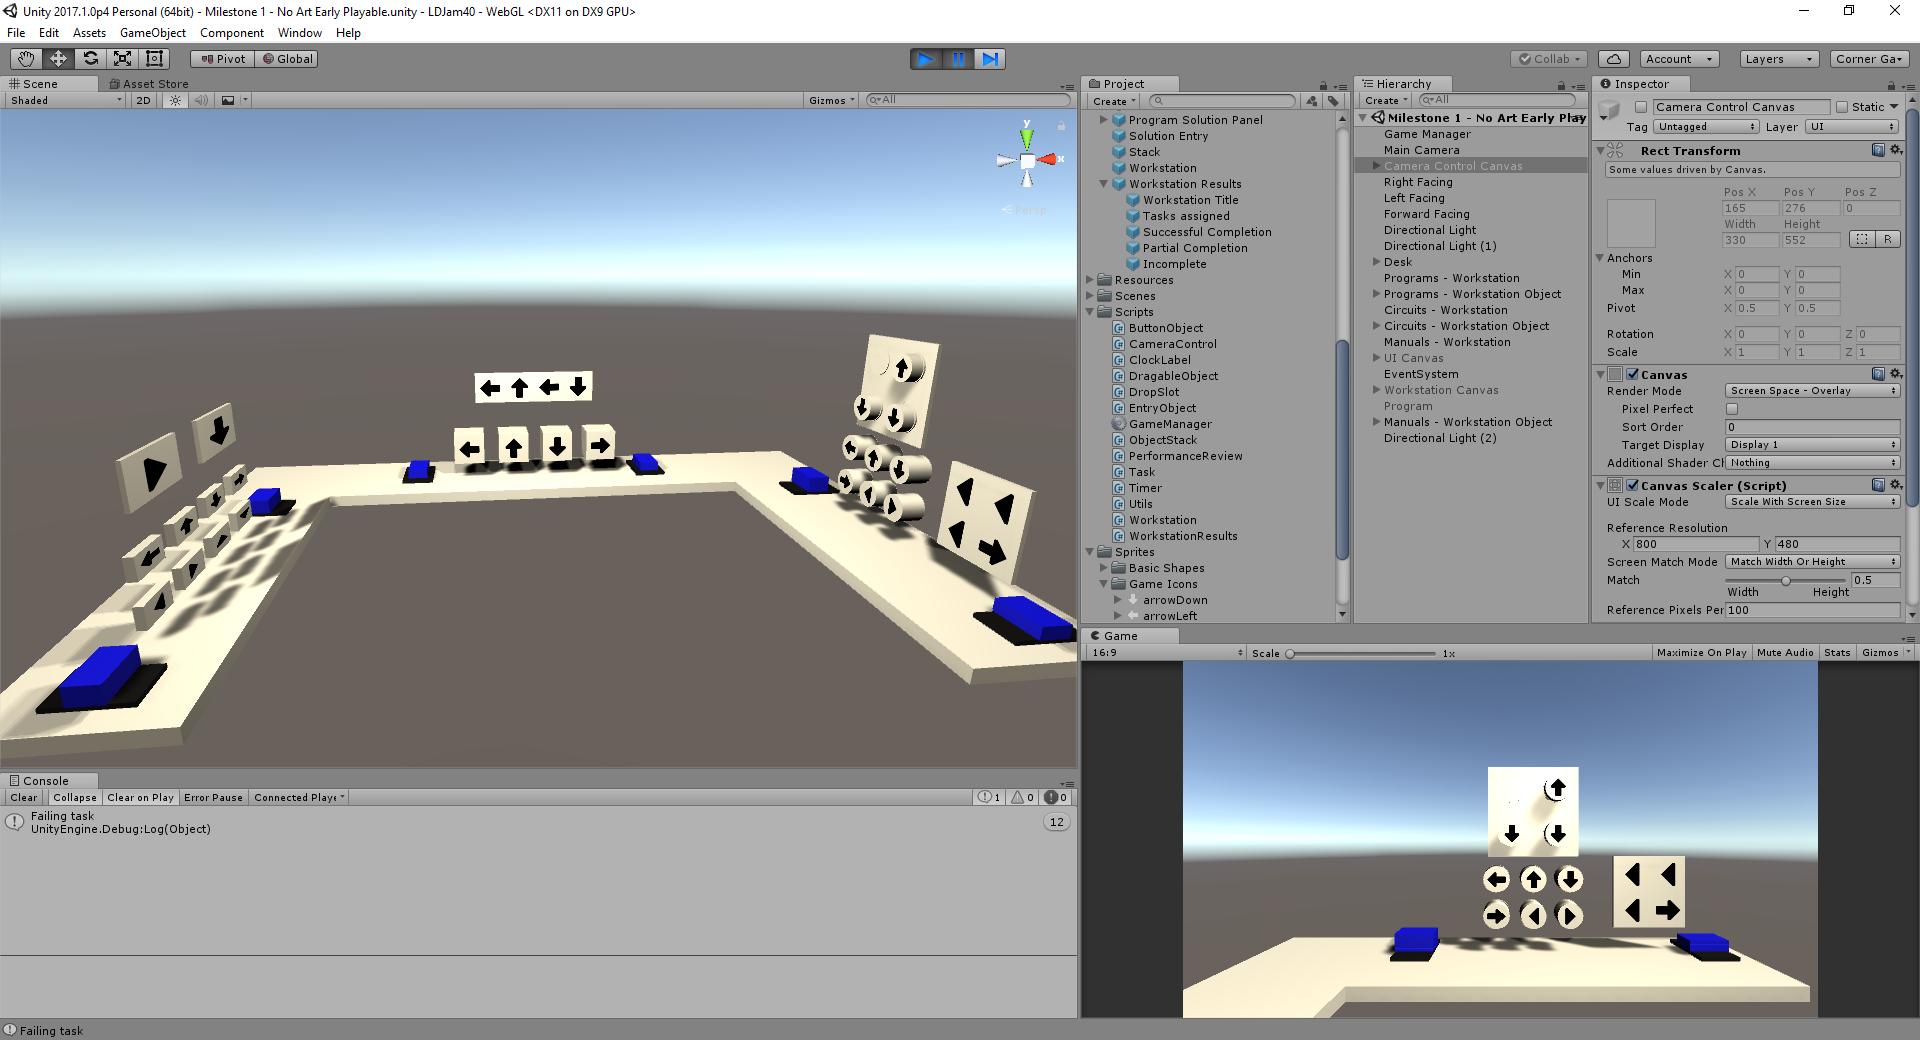 Unity 2017.1.0p4 Personal (64bit) - Milestone 1 - No Art Early Playable.unity - LDJam40 - WebGL <DX11 on DX9 GPU>
File Edit Assets GameObject Component Window Help
Pivot Global Collab Account Layers Corner Ga
Scene Asset Store
Shaded 2D Gizmos All
y
x
Persp
Project
Create
Program Solution Panel
Solution Entry
Stack
Workstation
Workstation Results
Workstation Title
Tasks assigned
Successful Completion
Partial Completion
Incomplete
Resources
Scenes
Scripts
ButtonObject
CameraControl
ClockLabel
DragableObject
DropSlot
EntryObject
GameManager
ObjectStack
PerformanceReview
Task
Timer
Utils
Workstation
WorkstationResults
Sprites
Basic Shapes
Game Icons
arrowDown
arrowLeft
Hierarchy
Create All
Milestone 1 - No Art Early Play
Game Manager
Main Camera
Camera Control Canvas
Right Facing
Left Facing
Forward Facing
Directional Light
Directional Light (1)
Desk
Programs - Workstation
Programs - Workstation Object
Circuits - Workstation
Circuits - Workstation Object
Manuals - Workstation
UI Canvas
EventSystem
Workstation Canvas
Program
Manuals - Workstation Object
Directional Light (2)
Inspector
Camera Control Canvas Static
Tag Untagged Layer UI
Rect Transform
Some values driven by Canvas.
Pos X Pos Y Pos Z
165 276 0
Width Height
330 552 R
Anchors
Min X 0 Y 0
Max X 0 Y 0
Pivot X 0.5 Y 0.5
Rotation X 0 Y 0 Z 0
Scale X 1 Y 1 Z 1
Canvas
Render Mode Screen Space - Overlay
Pixel Perfect
Sort Order 0
Target Display Display 1
Additional Shader Cl Nothing
Canvas Scaler (Script)
UI Scale Mode Scale With Screen Size
Reference Resolution
X 800 Y 480
Screen Match Mode Match Width Or Height
Match 0.5
Width Height
Reference Pixels Per 100
Game
16:9 Scale 1x Maximize On Play Mute Audio Stats Gizmos
Console
Clear Collapse Clear on Play Error Pause Connected Playe 1 0 0
Failing task
UnityEngine.Debug:Log(Object) 12
Failing task